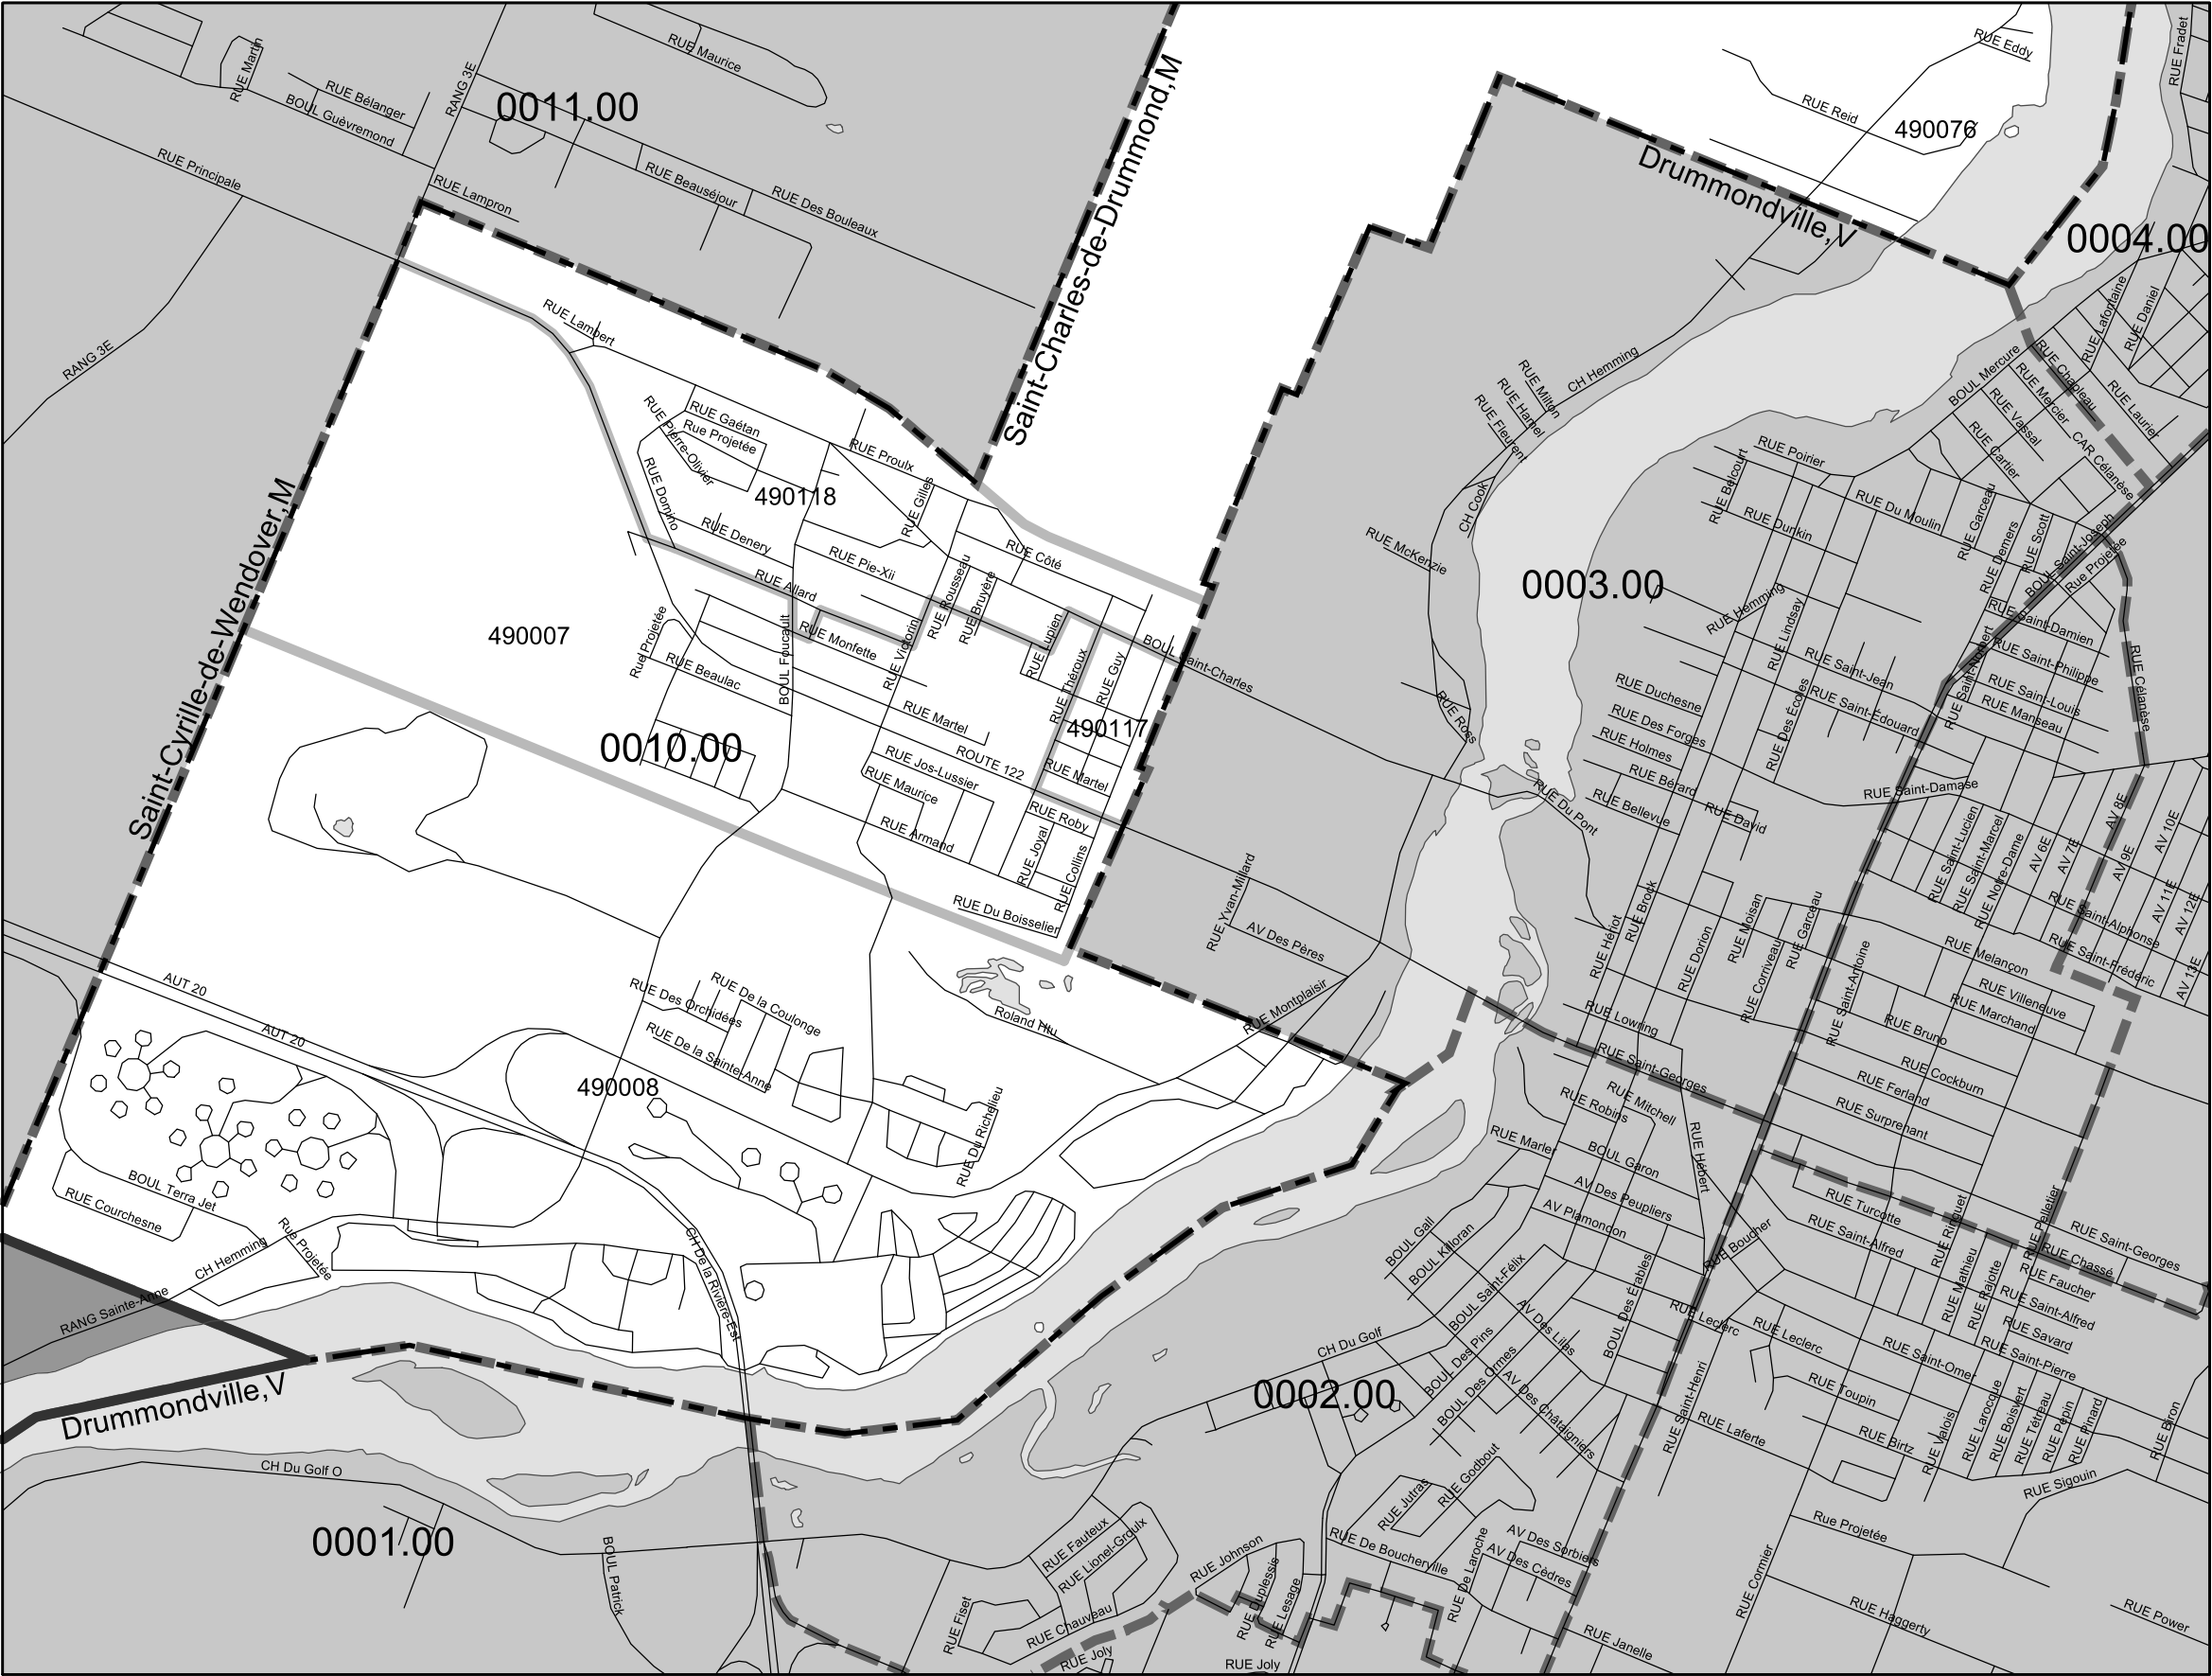 RUE Martin
RUE Maurice
RUE Eddy
RUE Fradet
RUE Bélanger
BOUL Guèvremond
RANG 3E
0011.00
RUE Reid
490076
RUE Principale
RUE Lampron
RUE Beauséjour
RUE Des Bouleaux
Saint-Charles-de-Drummond,M
Drummondville,V
0004.00
RANG 3E
RUE Lambert
RUE Lafontaine
RUE Daniel
CH Hemming
RUE Milton
RUE Hamel
RUE Fleurent
BOUL Mercure
RUE Chapleau
RUE Mercier
RUE Vassal
RUE Laurier
RUE Cartier
CAR Célanèse
RUE Gaétan
Rue Projetée
RUE Pierre-Olivier
RUE Proulx
RUE Domino
490118
RUE Gilles
RUE Denery
RUE Pie-Xii
RUE Côté
RUE Allard
RUE Rousseau
RUE Bruyère
CH Cook
RUE McKenzie
RUE Poirier
RUE Belcourt
RUE Dunkin
RUE Du Moulin
RUE Garceau
RUE Demers
RUE Scott
BOUL Saint-Joseph
Rue Projetée
0003.00
RUE Hemming
RUE Lindsay
RUE Saint-Damien
Saint-Cyrille-de-Wendover,M
490007
Rue Projetée
BOUL Foucault
RUE Monfette
RUE Victorin
RUE Lupien
RUE Théroux
RUE Guy
BOUL Saint-Charles
RUE Beaulac
RUE Martel
ROUTE 122
490117
RUE Martel
RUE Ross
RUE Saint-Jean
RUE Saint-Édouard
RUE Saint-Norbert
RUE Saint-Philippe
RUE Saint-Louis
RUE Manseau
RUE Célanèse
RUE Duchesne
RUE Des Forges
RUE Holmes
RUE Bérard
RUE Bellevue
RUE David
RUE Des Écoles
RUE Saint-Damase
RUE Du Pont
0010.00
RUE Jos-Lussier
RUE Maurice
RUE Armand
RUE Roby
RUE Joyal
RUE Collins
RUE Du Boisselier
RUE Saint-Lucien
RUE Saint-Marcel
RUE Notre-Dame
AV 6E
AV 7E
AV 8E
AV 9E
AV 10E
AV 11E
AV 12E
AV 13E
RUE Saint-Alphonse
RUE Saint-Frédéric
RUE Yvan-Millard
AV Des Pères
RUE Montplaisir
RUE Hériot
RUE Brock
RUE Dorion
RUE Moisan
RUE Corriveau
RUE Garceau
RUE Saint-Antoine
RUE Melançon
RUE Villeneuve
RUE Marchand
RUE Bruno
RUE Cockburn
RUE Ferland
RUE Surprenant
AUT 20
AUT 20
RUE Des Orchidées
RUE De la Coulonge
RUE De la Sainte-Anne
490008
RUE Du Richelieu
RUE Lowring
RUE Saint-Georges
RUE Mitchell
RUE Robins
RUE Marler
BOUL Garon
RUE Hébert
AV Des Peupliers
AV Plamondon
BOUL Gall
BOUL Killoran
BOUL Saint-Félix
RUE Boucher
RUE Turcotte
RUE Saint-Alfred
RUE Ringuet
RUE Pelletier
RUE Saint-Georges
RUE Chassé
RUE Mathieu
RUE Rajotte
RUE Faucher
RUE Saint-Alfred
RUE Savard
RUE Saint-Pierre
BOUL Terra Jet
RUE Courchesne
Rue Projetée
CH Hemming
RANG Sainte-Anne
CH De la Rivière-Est
Drummondville,V
CH Du Golf
BOUL Des Pins
BOUL Des Ormes
AV Des Lilas
AV Des Châtaigniers
BOUL Des Érables
RUE Leclerc
RUE Leclerc
RUE Saint-Omer
RUE Toupin
0002.00
RUE Saint-Henri
RUE Laferte
RUE Birtz
RUE Valois
RUE Larocque
RUE Boisvert
RUE Tétreau
RUE Pépin
RUE Pinard
RUE Biron
RUE Sigouin
CH Du Golf O
0001.00
BOUL Patrick
RUE Fauteux
RUE Lionel-Groulx
RUE Jutras
RUE Godbout
RUE Johnson
RUE De Boucherville
RUE De Laroche
AV Des Sorbiers
AV Des Cèdres
Rue Projetée
RUE Cormier
RUE Fiset
RUE Chauveau
RUE Duplessis
RUE Lesage
RUE Haggerty
RUE Power
RUE Joly
RUE Joly
RUE Janelle